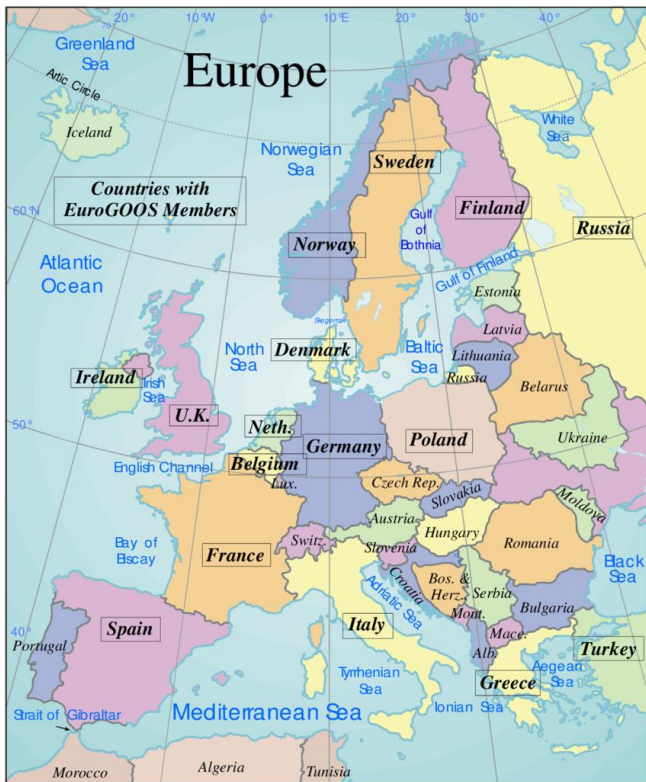 70°
20°W
10°W
0°
10°E
20°E
30°E
40°
Greenland
Sea
Europe
Artic Circle
Iceland
White
Sea
Norwegian
Sea
Sweden
Countries with
EuroGOOS Members
Finland
Gulf
of
Bothnia
60°N
Russia
Norway
Atlantic
Ocean
Gulf of Finland
Estonia
Skegerrak
Latvia
North
Sea
Denmark
Baltic
Sea
Lithuania
Russia
Belarus
Ireland
Irish
Sea
U.K.
50°
Neth.
Germany
Poland
Ukraine
English Channel
Belgium
Lux.
Czech Rep.
Slovakia
Moldova
Austria
Hungary
Bay of
Biscay
France
Switz.
Slovenia
Romania
Black
Sea
Croatia
Bos. &
Herz.
Serbia
Adriatic Sea
Mont.
Bulgaria
40°
Portugal
Spain
Italy
Mace.
Alb.
Turkey
Tyrrhenian
Sea
Greece
Aegean
Sea
Ionian Sea
Strait of Gibraltar
Mediterranean Sea
Morocco
Algeria
Tunisia